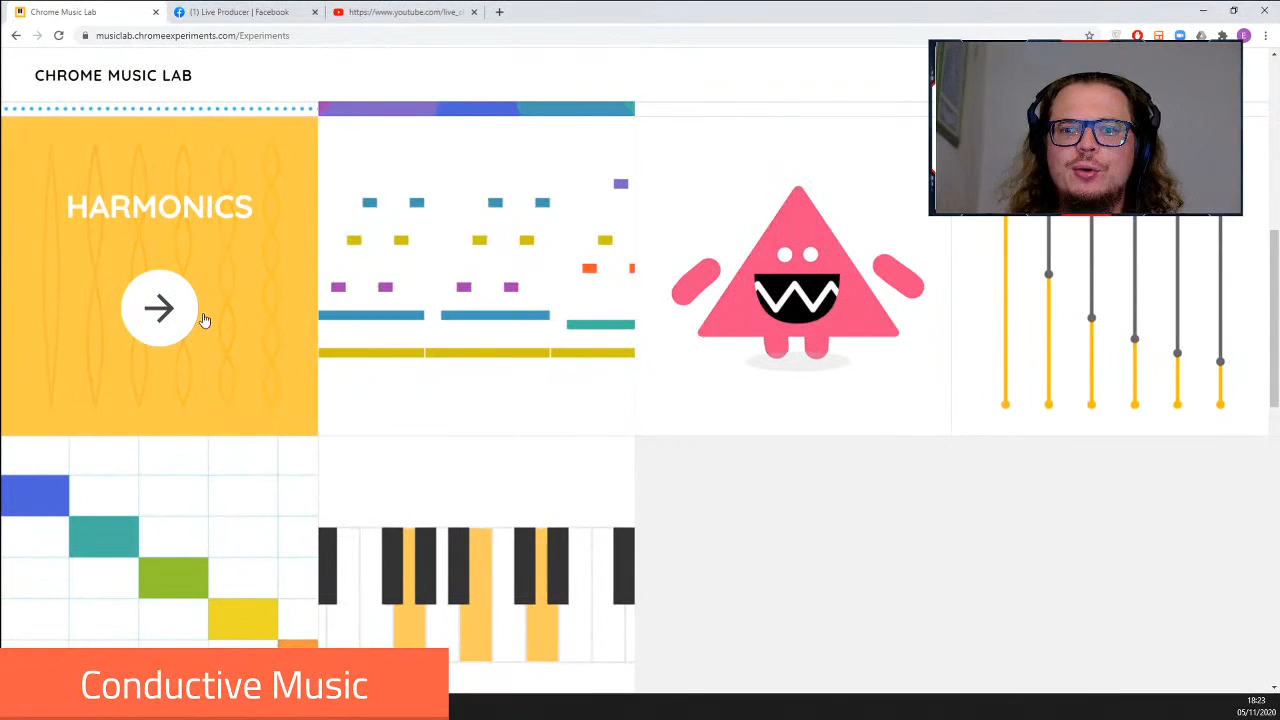 Chrome Music Lab
(1) Live Producer | Facebook
https://www.youtube.com/live_
musiclab.chromeexperiments.com/Experiments
E
CHROME MUSIC LAB
HARMONICS
Conductive Music
18:23
05/11/2020